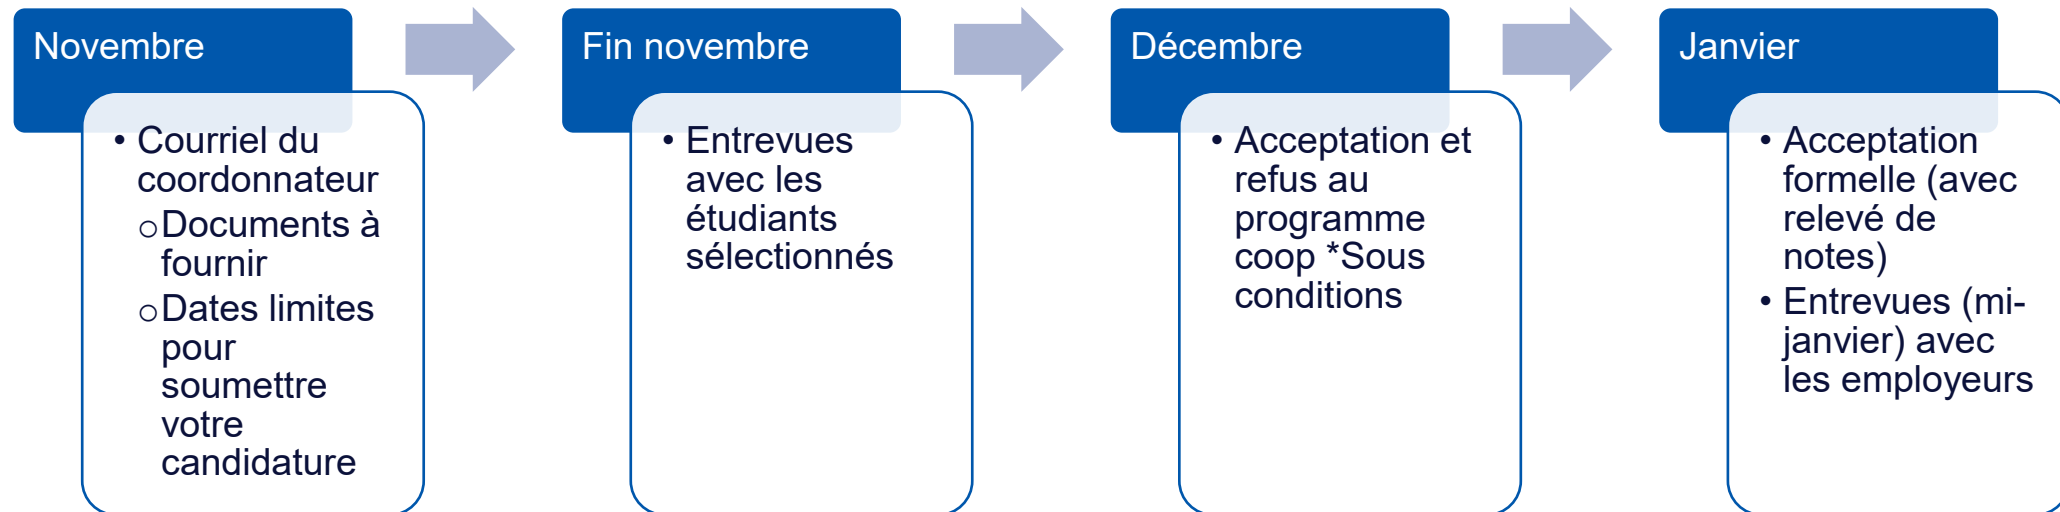 Novembre
• Courriel du
coordonnateur
oDocuments à
fournir
oDates limites
pour
soumettre
votre
candidature
Fin novembre
• Entrevues
avec les
étudiants
sélectionnés
Décembre
• Acceptation et
refus au
programme
coop *Sous
conditions
Janvier
• Acceptation
formelle (avec
relevé de
notes)
• Entrevues (mi-
janvier) avec
les employeurs